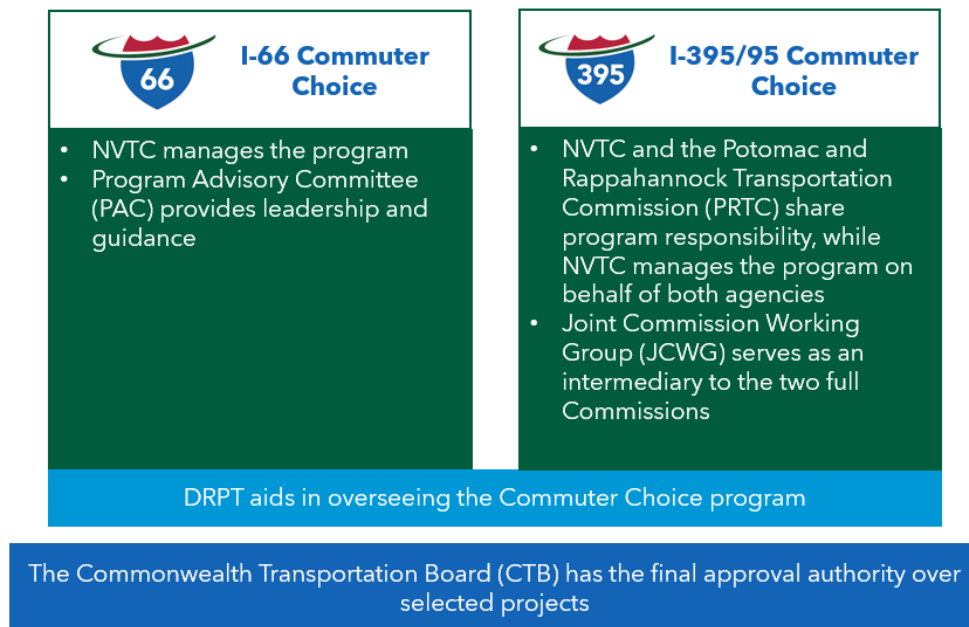 66
I-66 Commuter
Choice
• NVTC manages the program
• Program Advisory Committee
(PAC) provides leadership and
guidance
395
I-395/95 Commuter
Choice
• NVTC and the Potomac and
Rappahannock Transportation
Commission (PRTC) share
program responsibility, while
NVTC manages the program on
behalf of both agencies
• Joint Commission Working
Group (JCWG) serves as an
intermediary to the two full
Commissions
DRPT aids in overseeing the Commuter Choice program
The Commonwealth Transportation Board (CTB) has the final approval authority over
selected projects